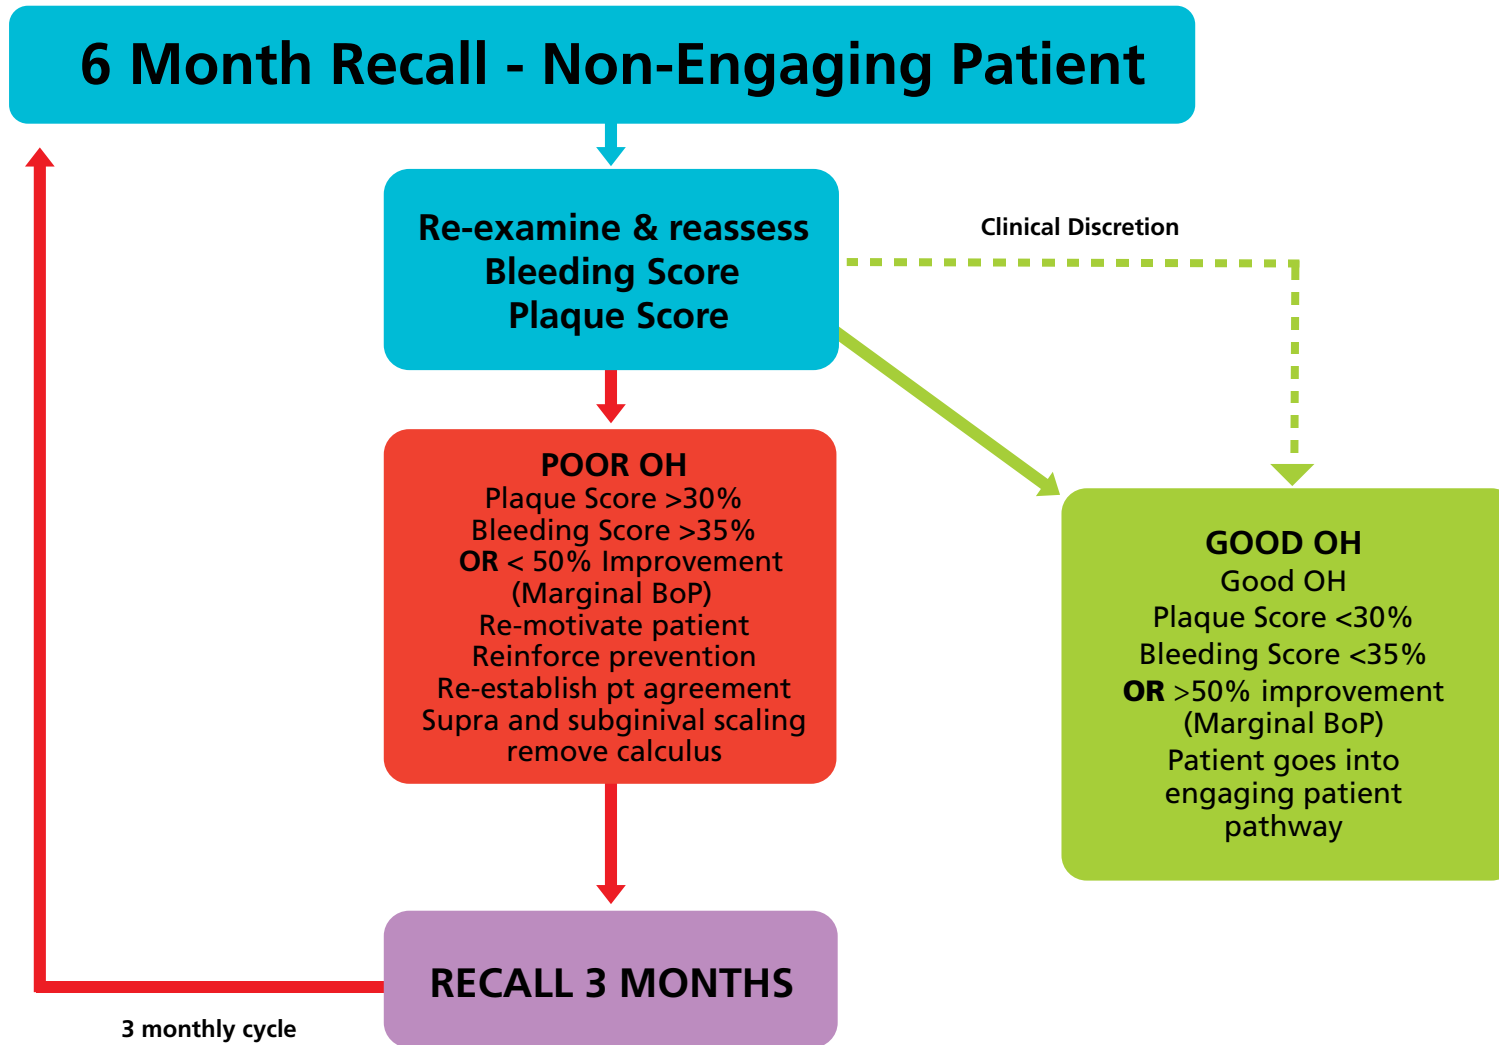 6 Month Recall - Non-Engaging Patient
Re-examine & reassess
Bleeding Score
Plaque Score
Clinical Discretion
POOR OH
Plaque Score >30%
Bleeding Score >35%
OR < 50% Improvement
(Marginal BoP)
Re-motivate patient
Reinforce prevention
Re-establish pt agreement
Supra and subginival scaling
remove calculus
GOOD OH
Good OH
Plaque Score <30%
Bleeding Score <35%
OR >50% improvement
(Marginal BoP)
Patient goes into
engaging patient
pathway
RECALL 3 MONTHS
3 monthly cycle